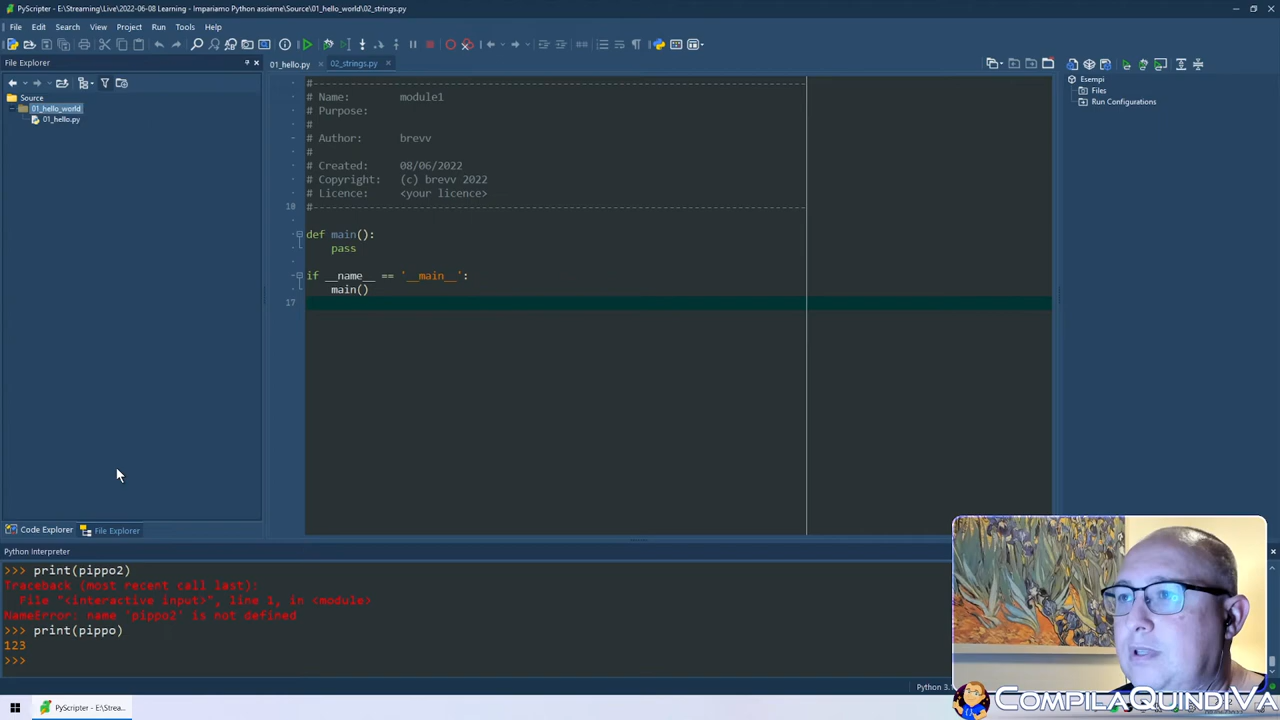 PyScripter - E:\Streaming\Live\2022-06-08 Learning - Impariamo Python assieme\Source\01_hello_world\02_strings.py
File Edit Search View Project Run Tools Help
File Explorer
01_hello.py
02_strings.py
Source
01_hello_world
01_hello.py
#-------------------------------------------------------------------------------
# Name: module1
# Purpose:
#
# Author: brevv
#
# Created: 08/06/2022
# Copyright: (c) brevv 2022
# Licence: <your licence>
10 #-------------------------------------------------------------------------------
def main():
pass
if __name__ == '__main__':
main()
17
Esempi
Files
Run Configurations
Code Explorer
File Explorer
Python Interpreter
>>> print(pippo2)
Traceback (most recent call last):
File "<interactive input>", line 1, in <module>
NameError: name 'pippo2' is not defined
>>> print(pippo)
123
>>>
PyScripter - E:\Strea...
CompilaQuindiVa